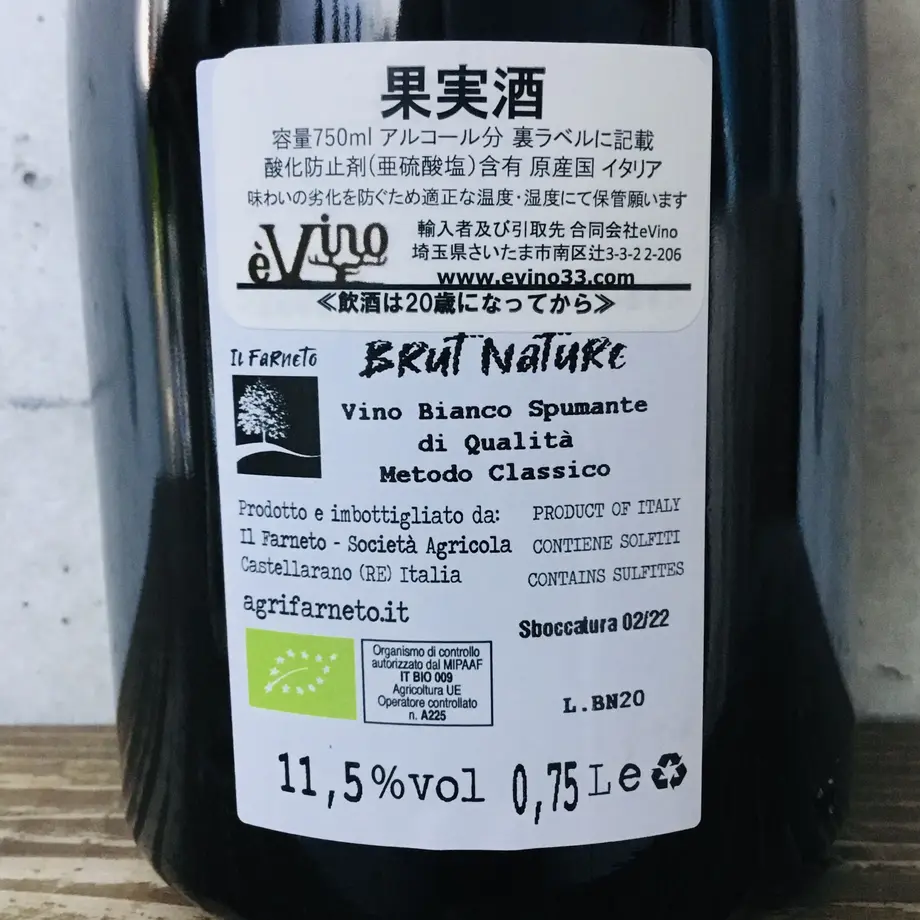 果実酒
容量750ml アルコール分 裏ラベルに記載
酸化防止剤(亜硫酸塩)含有 原産国 イタリア
味わいの劣化を防ぐため適正な温度・湿度にて保管願います
èVino
輸入者及び引取先 合同会社eVino
埼玉県さいたま市南区辻3-3-22-206
www.evino33.com
≪飲酒は20歳になってから≫
Il Farneto
Brut Nature
Vino Bianco Spumante
di Qualità
Metodo Classico
Prodotto e imbottigliato da:
Il Farneto - Società Agricola
Castellarano (RE) Italia
agrifarneto.it
PRODUCT OF ITALY
CONTIENE SOLFITI
CONTAINS SULFITES
Sboccatura 02/22
Organismo di controllo
autorizzato dal MIPAAF
IT BIO 009
Agricoltura UE
Operatore controllato
n. A225
L.BN20
11,5%vol 0,75Le